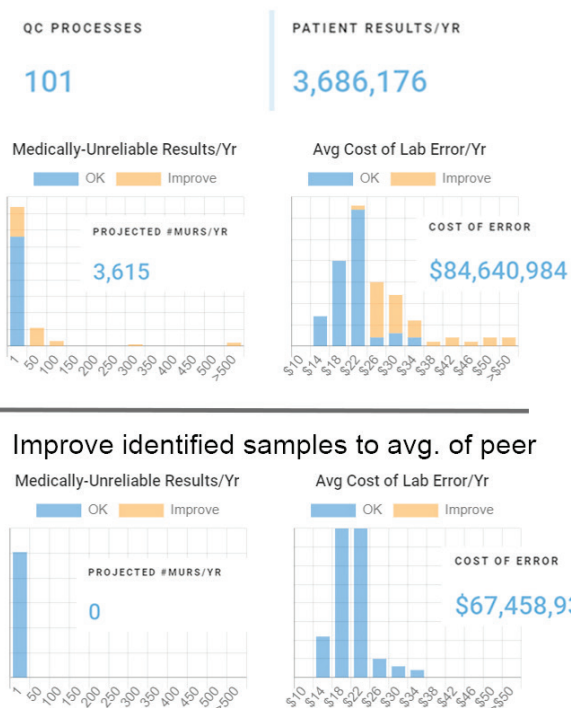 QC PROCESSES
PATIENT RESULTS/YR
101
3,686,176
Medically-Unreliable Results/Yr
OK Improve
PROJECTED #MURS/YR
3,615
1 50 100 150 200 250 300 350 400 450 500 >500
Avg Cost of Lab Error/Yr
OK Improve
COST OF ERROR
$84,640,984
$10 $14 $18 $22 $26 $30 $34 $38 $42 $46 $50 >$50
Improve identified samples to avg. of peer
Medically-Unreliable Results/Yr
OK Improve
PROJECTED #MURS/YR
0
1 50 100 150 200 250 300 350 400 450 500 >500
Avg Cost of Lab Error/Yr
OK Improve
COST OF ERROR
$67,458,93
$10 $14 $18 $22 $26 $30 $34 $38 $42 $46 $50 >$50